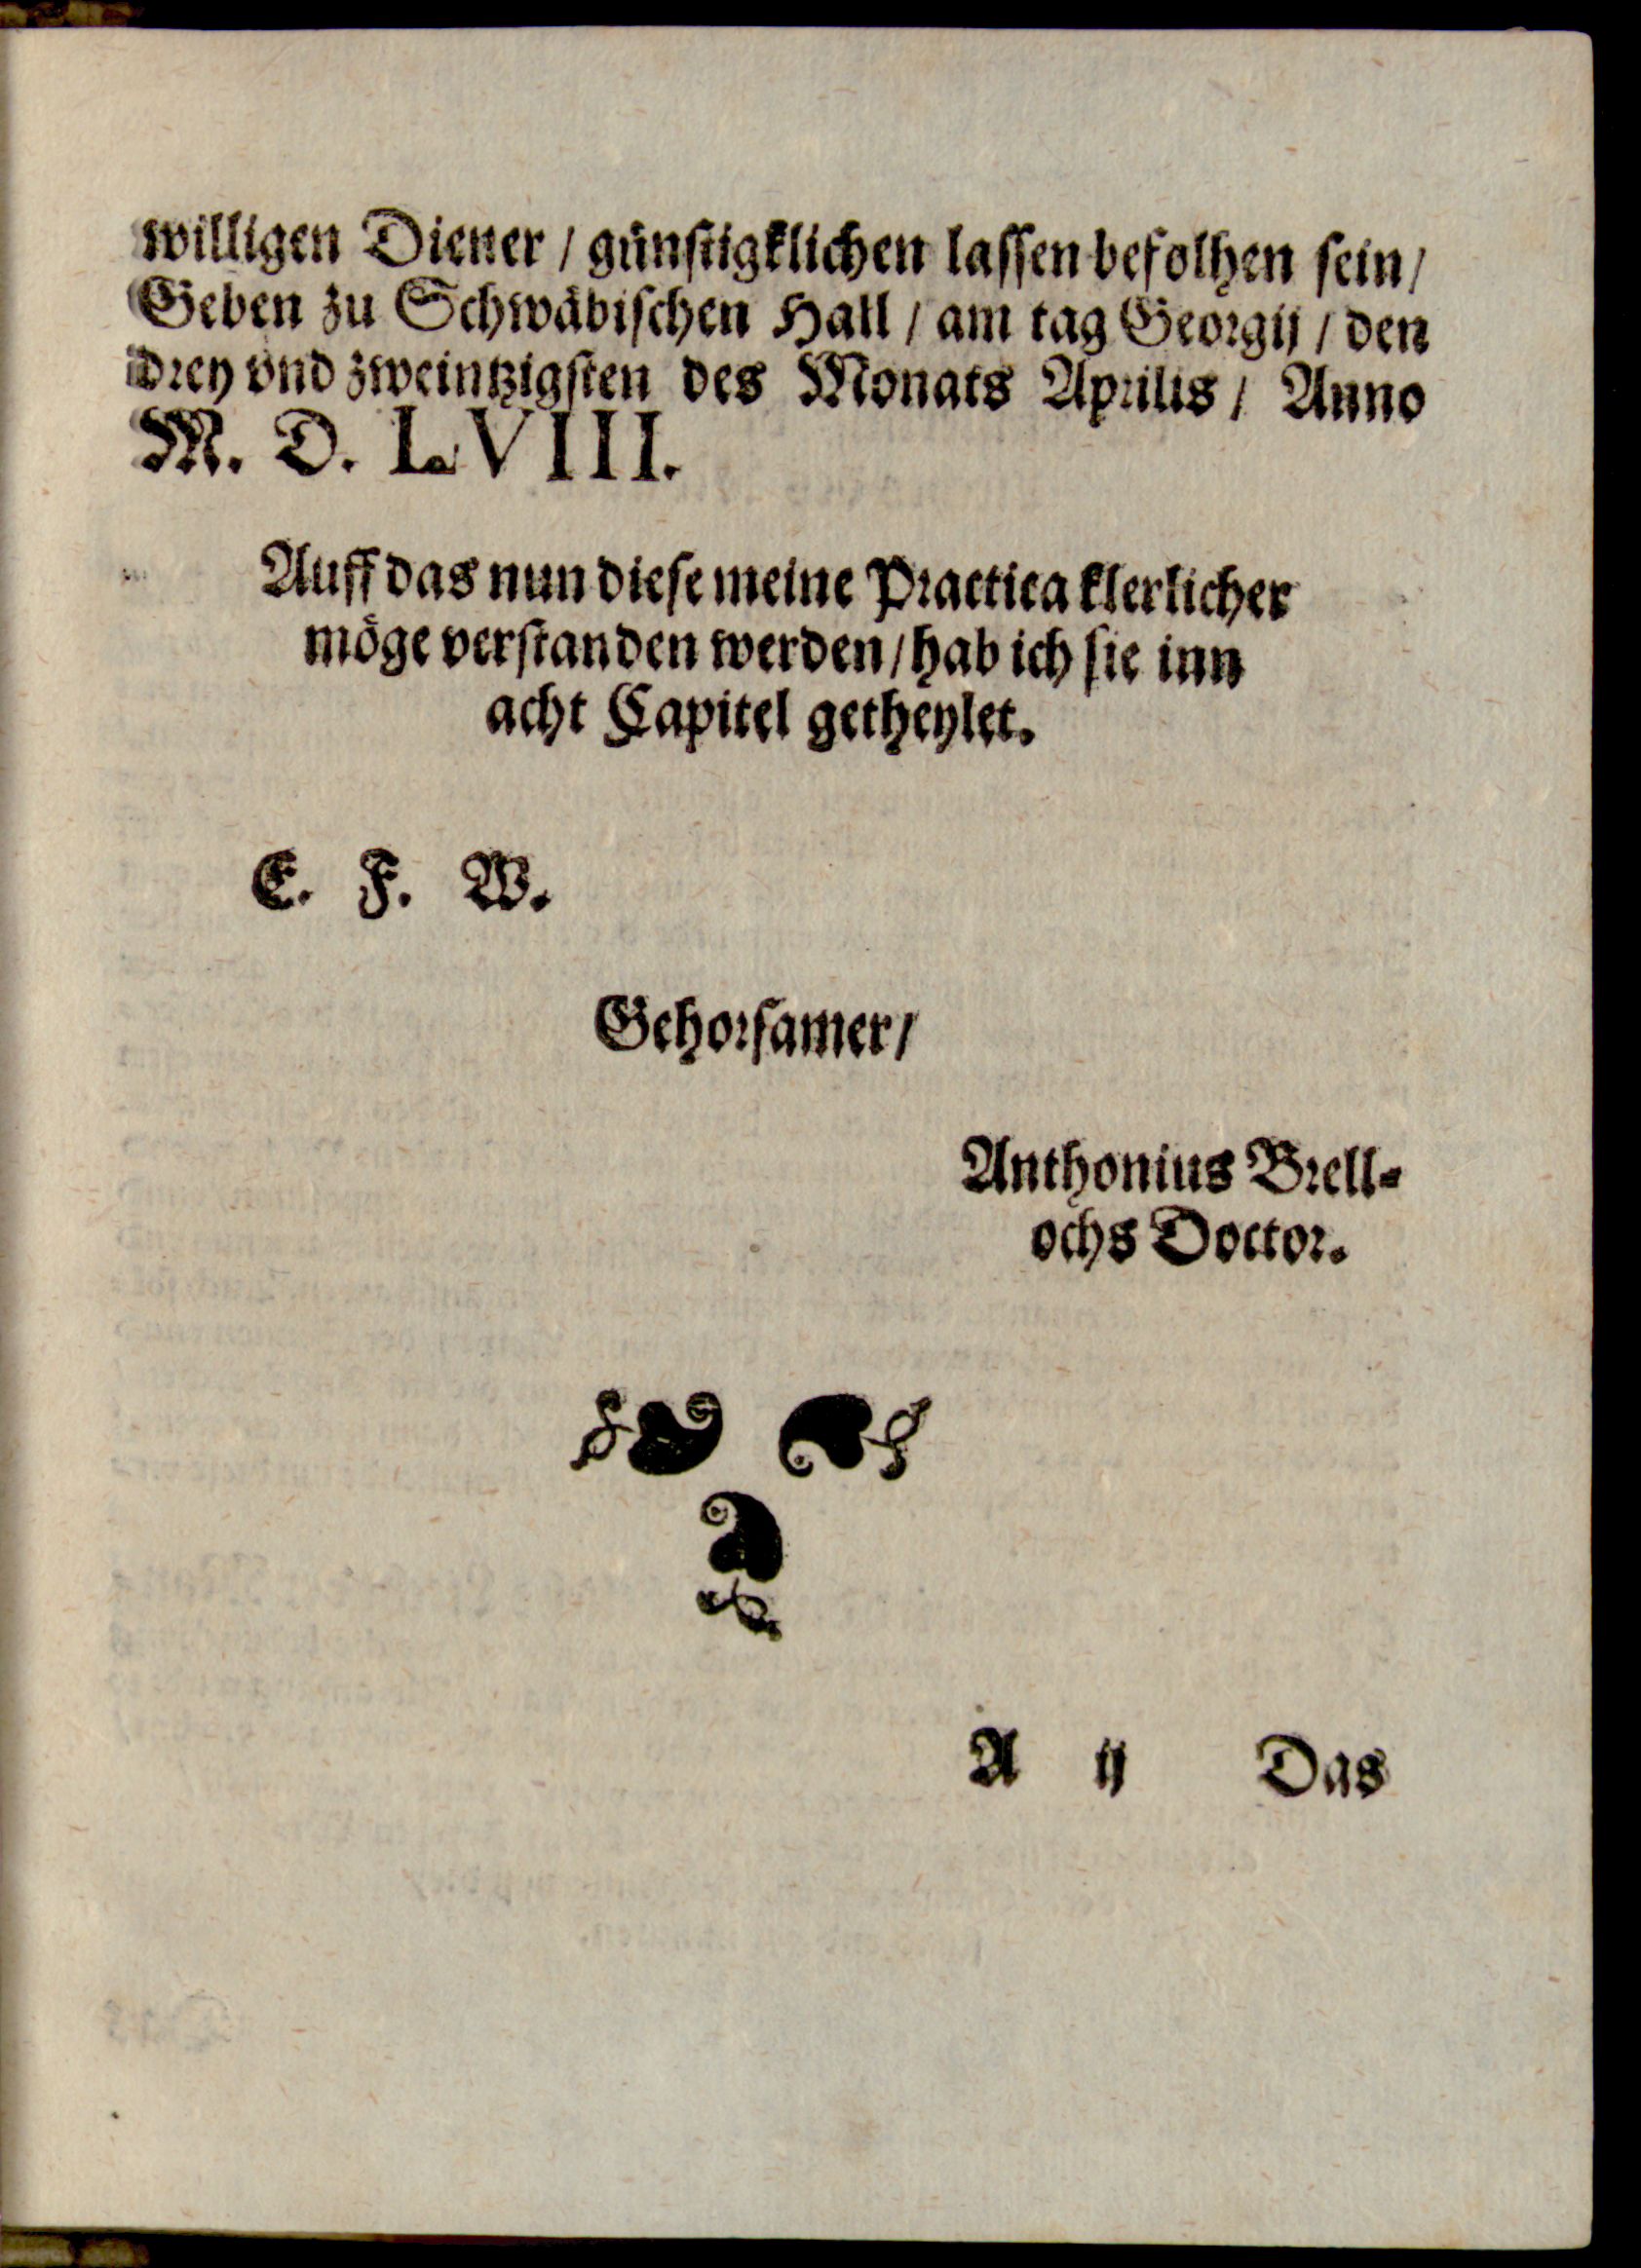 willigen Diener / günſtigklichen laſſen befolhen ſein /
Geben zu Schwäbiſchen Hall / am tag Georgij / den
drey vnd zweintzigſten des Monats Aprilis / Anno
M. D. LVIII.
Auff das nun dieſe meine Practica klerlicher
möge verſtanden werden / hab ich ſie inn
acht Capitel getheylet.
E. F. W.
Gehorſamer /
Anthonius Brell⸗
ochs Doctor.
A ij Das